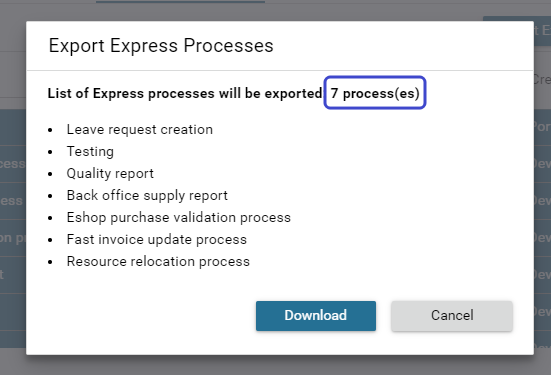 Export Express Processes
List of Express processes will be exported 7 process(es)
Leave request creation
Testing
Quality report
Back office supply report
Eshop purchase validation process
Fast invoice update process
Resource relocation process
Download
Cancel